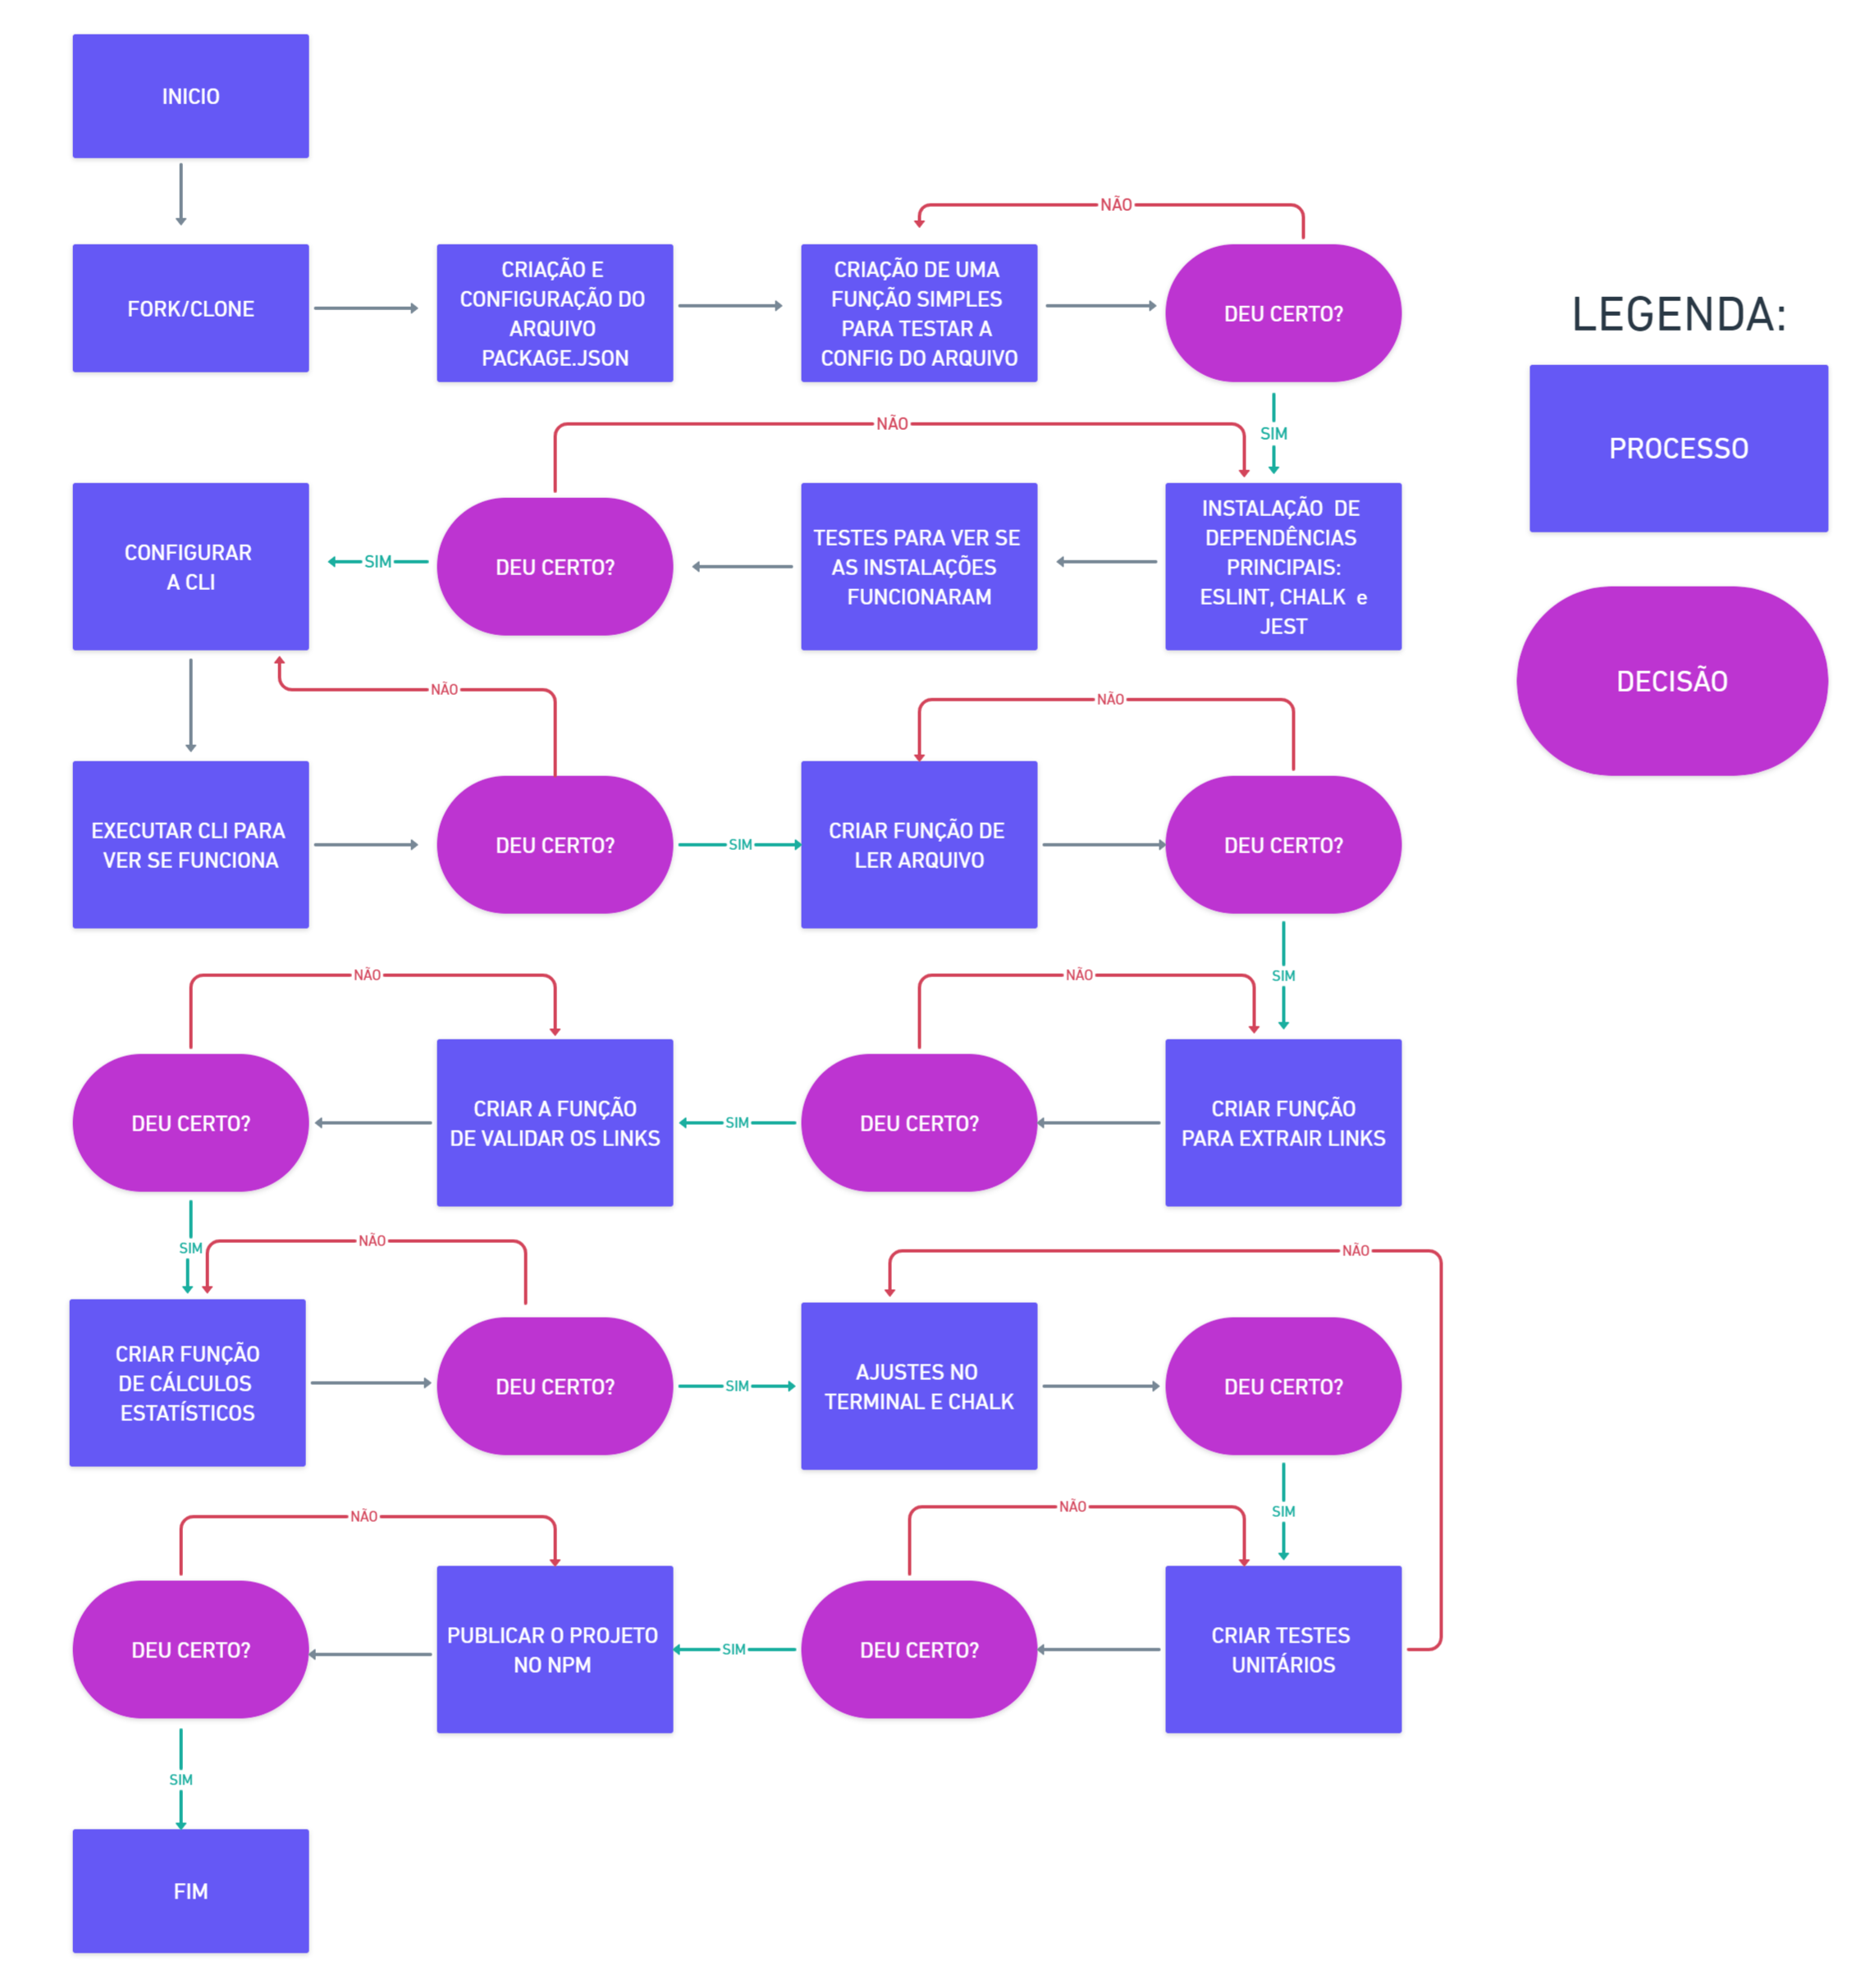 INICIO
NÃO
FORK/CLONE
CRIAÇÃO E
CONFIGURAÇÃO DO
ARQUIVO
PACKAGE.JSON
CRIAÇÃO DE UMA
FUNÇÃO SIMPLES
PARA TESTAR A
CONFIG DO ARQUIVO
DEU CERTO?
LEGENDA:
PROCESSO
DECISÃO
SIM
NÃO
INSTALAÇÃO DE
DEPENDÊNCIAS
PRINCIPAIS:
ESLINT, CHALK e
JEST
TESTES PARA VER SE
AS INSTALAÇÕES
FUNCIONARAM
DEU CERTO?
SIM
CONFIGURAR
A CLI
NÃO
NÃO
EXECUTAR CLI PARA
VER SE FUNCIONA
DEU CERTO?
SIM
CRIAR FUNÇÃO DE
LER ARQUIVO
DEU CERTO?
SIM
NÃO
NÃO
CRIAR FUNÇÃO
PARA EXTRAIR LINKS
DEU CERTO?
SIM
CRIAR A FUNÇÃO
DE VALIDAR OS LINKS
DEU CERTO?
SIM
NÃO
NÃO
CRIAR FUNÇÃO
DE CÁLCULOS
ESTATÍSTICOS
DEU CERTO?
SIM
AJUSTES NO
TERMINAL E CHALK
DEU CERTO?
SIM
NÃO
NÃO
CRIAR TESTES
UNITÁRIOS
DEU CERTO?
SIM
PUBLICAR O PROJETO
NO NPM
DEU CERTO?
SIM
FIM